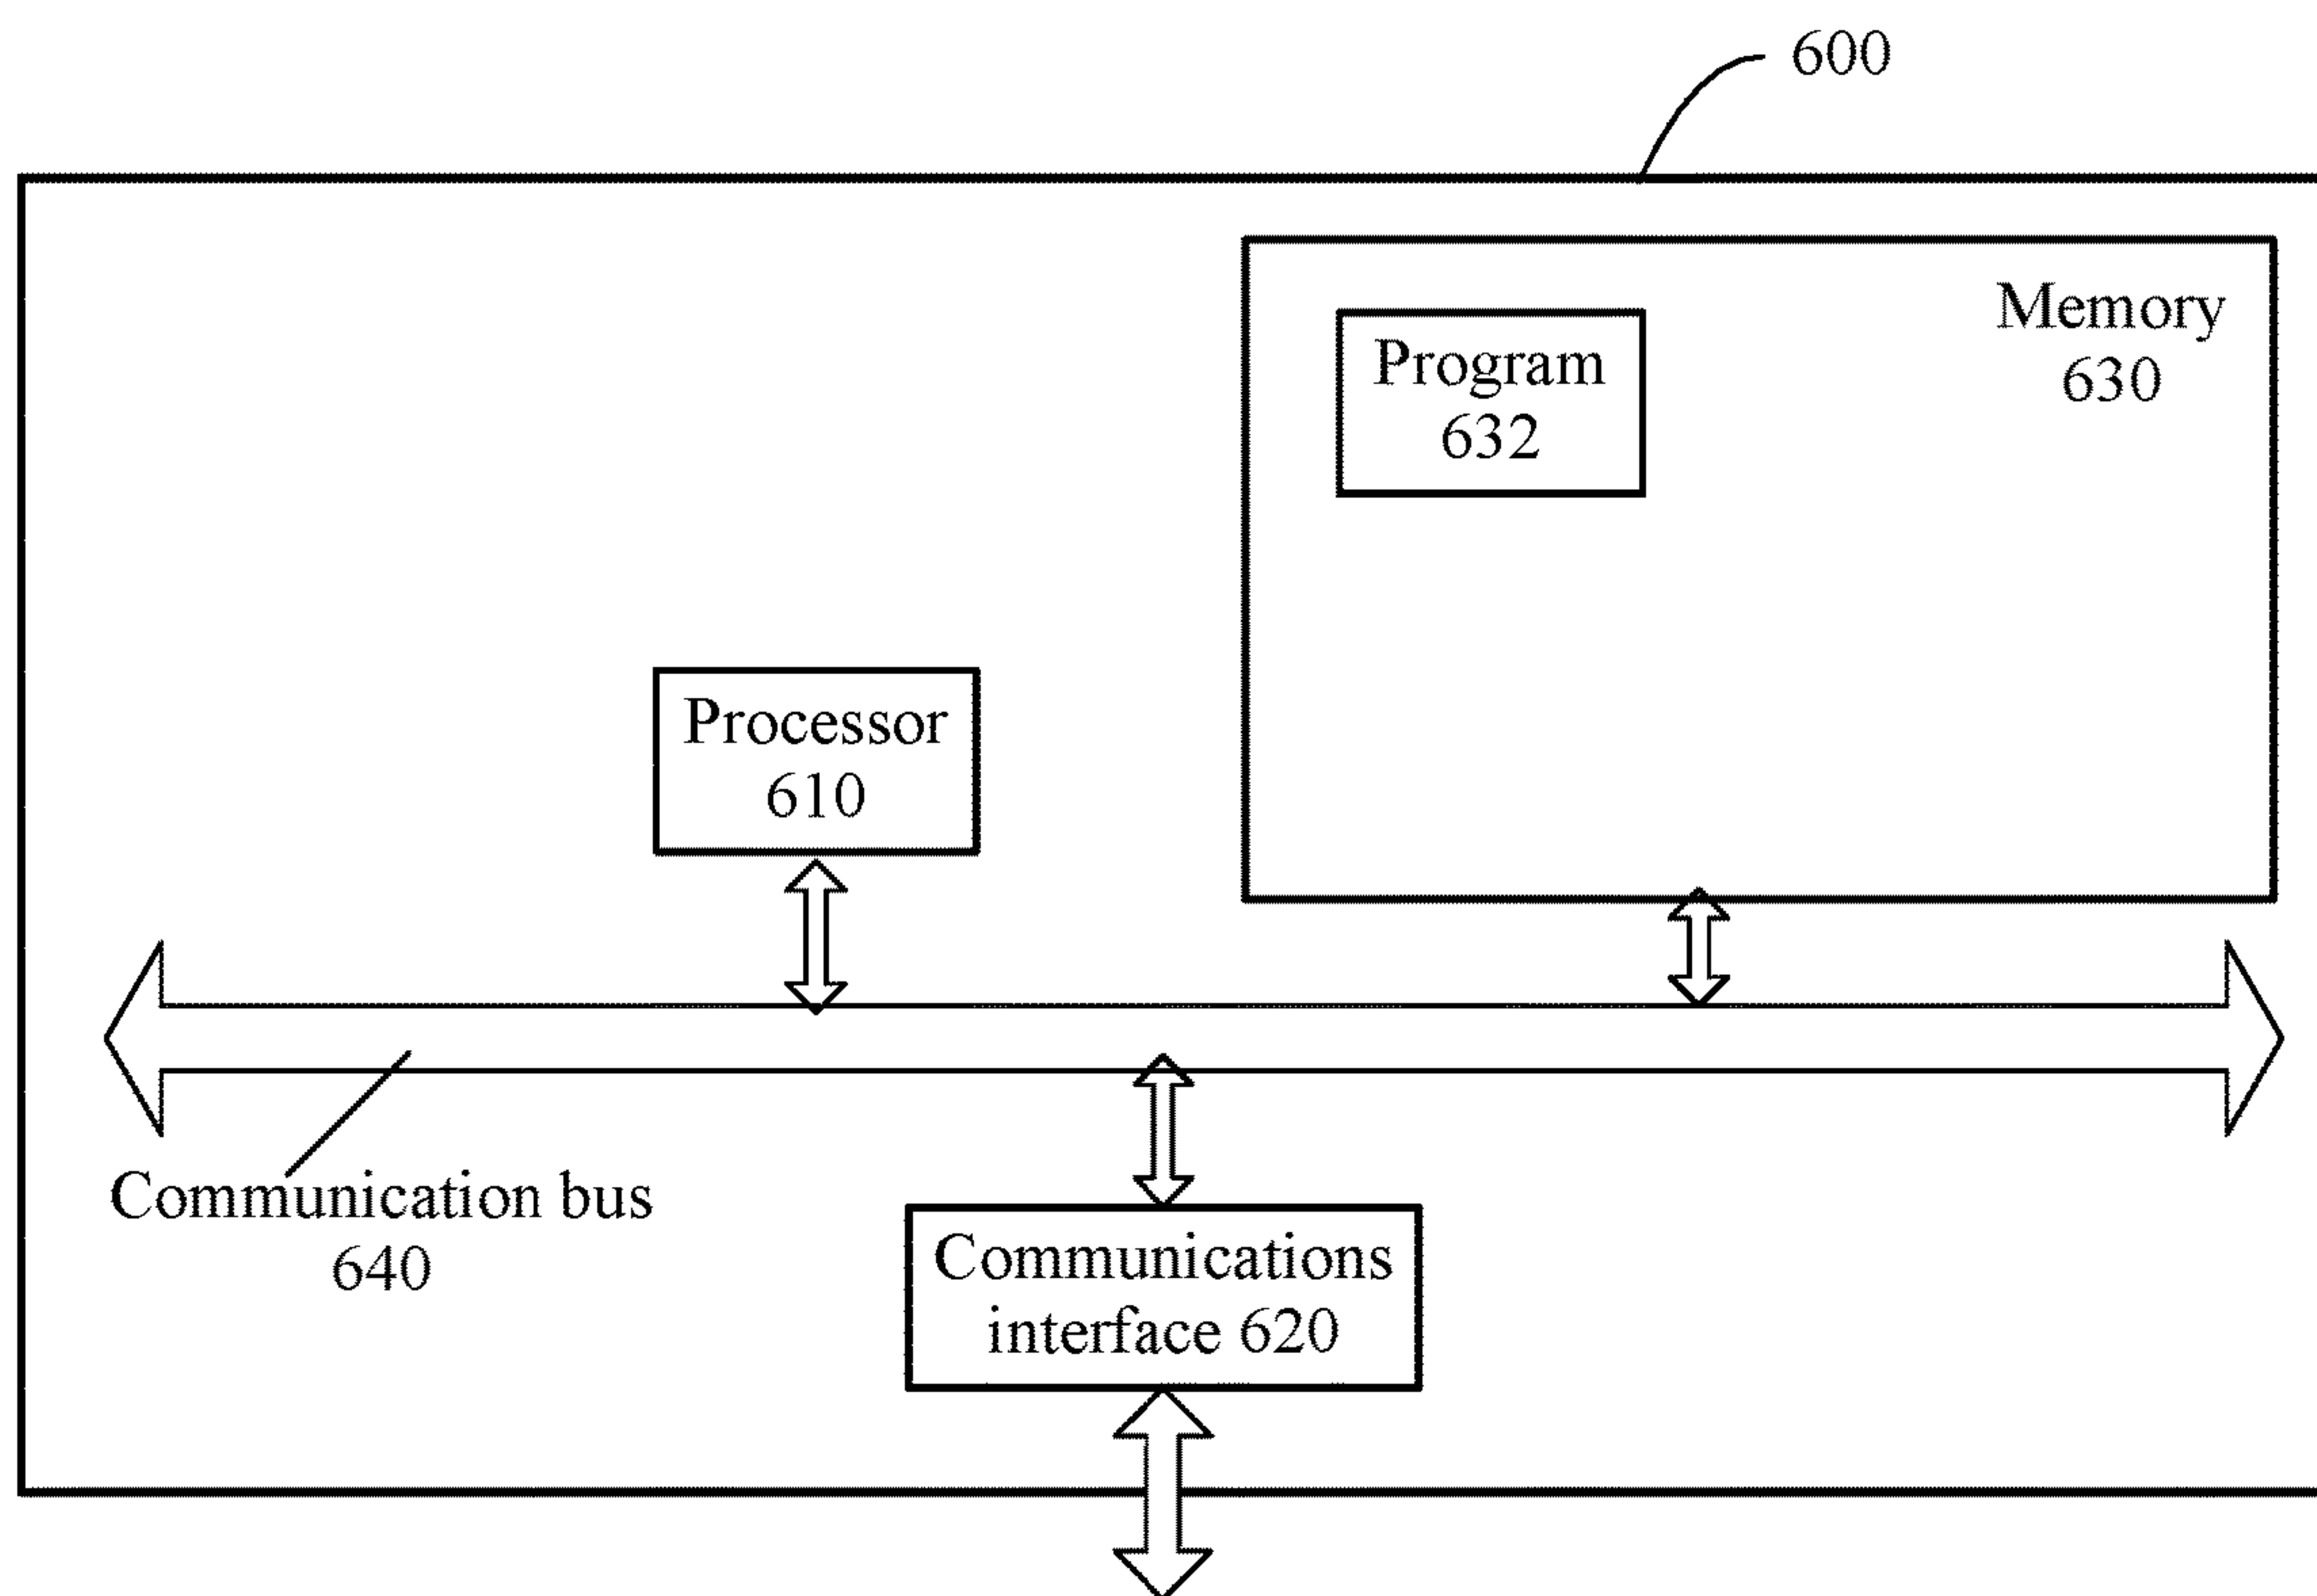 600
Memory
630
Program
632
Processor
610
Communication bus
640
Communications
interface 620